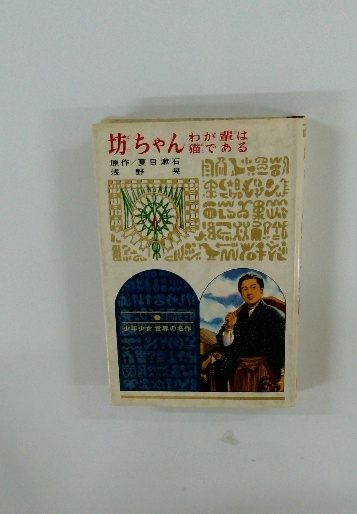 坊っちゃん わが輩は
猫である
原作/夏目漱石
浅野 晃
少年少女 世界の名作